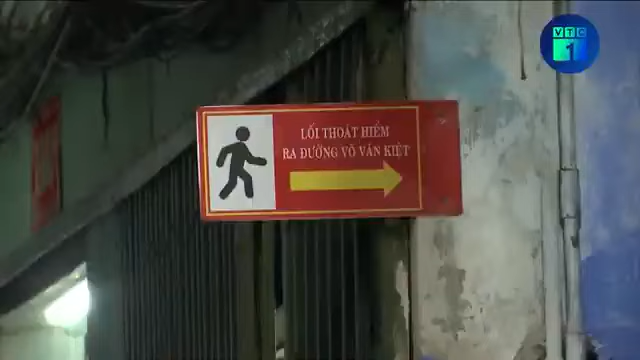 VTC
1
LỐI THOÁT HIỂM
RA ĐƯỜNG VÕ VĂN KIỆT